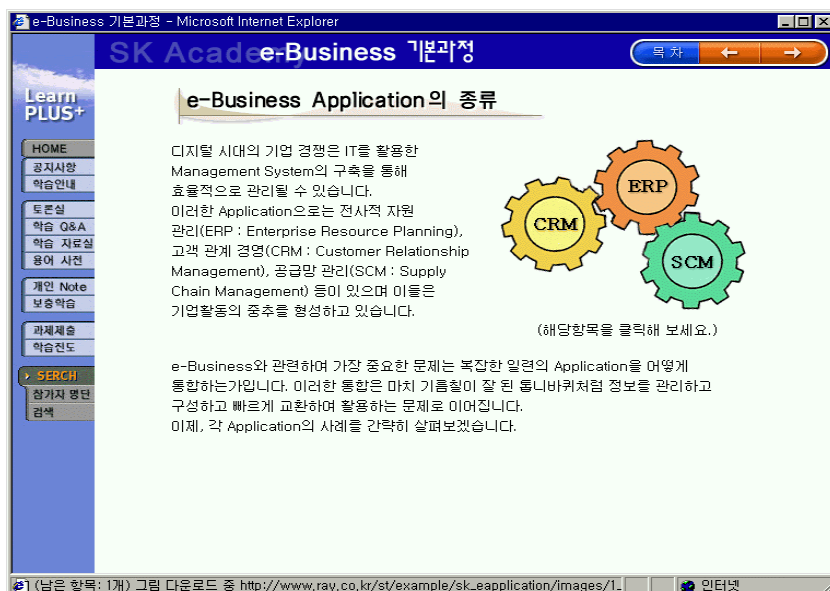 e-Business 기본과정 - Microsoft Internet Explorer
SK Academy
e-Business 기본과정
목차
Learn
PLUS+
HOME
공지사항
학습안내
토론실
학습 Q&A
학습 자료실
용어 사전
개인 Note
보충학습
과제제출
학습진도
SERCH
참가자 명단
검색
e-Business Application의 종류
디지털 시대의 기업 경쟁은 IT를 활용한
Management System의 구축을 통해
효율적으로 관리될 수 있습니다.
이러한 Application으로는 전사적 자원
관리(ERP : Enterprise Resource Planning),
고객 관계 경영(CRM : Customer Relationship
Management), 공급망 관리(SCM : Supply
Chain Management) 등이 있으며 이들은
기업활동의 중추를 형성하고 있습니다.
ERP
CRM
SCM
(해당항목을 클릭해 보세요.)
e-Business와 관련하여 가장 중요한 문제는 복잡한 일련의 Application을 어떻게
통합하는가입니다. 이러한 통합은 마치 기름칠이 잘 된 톱니바퀴처럼 정보를 관리하고
구성하고 빠르게 교환하여 활용하는 문제로 이어집니다.
이제, 각 Application의 사례를 간략히 살펴보겠습니다.
(남은 항목: 1개) 그림 다운로드 중 http://www.ray.co.kr/st/example/sk_eapplication/images/1_
인터넷